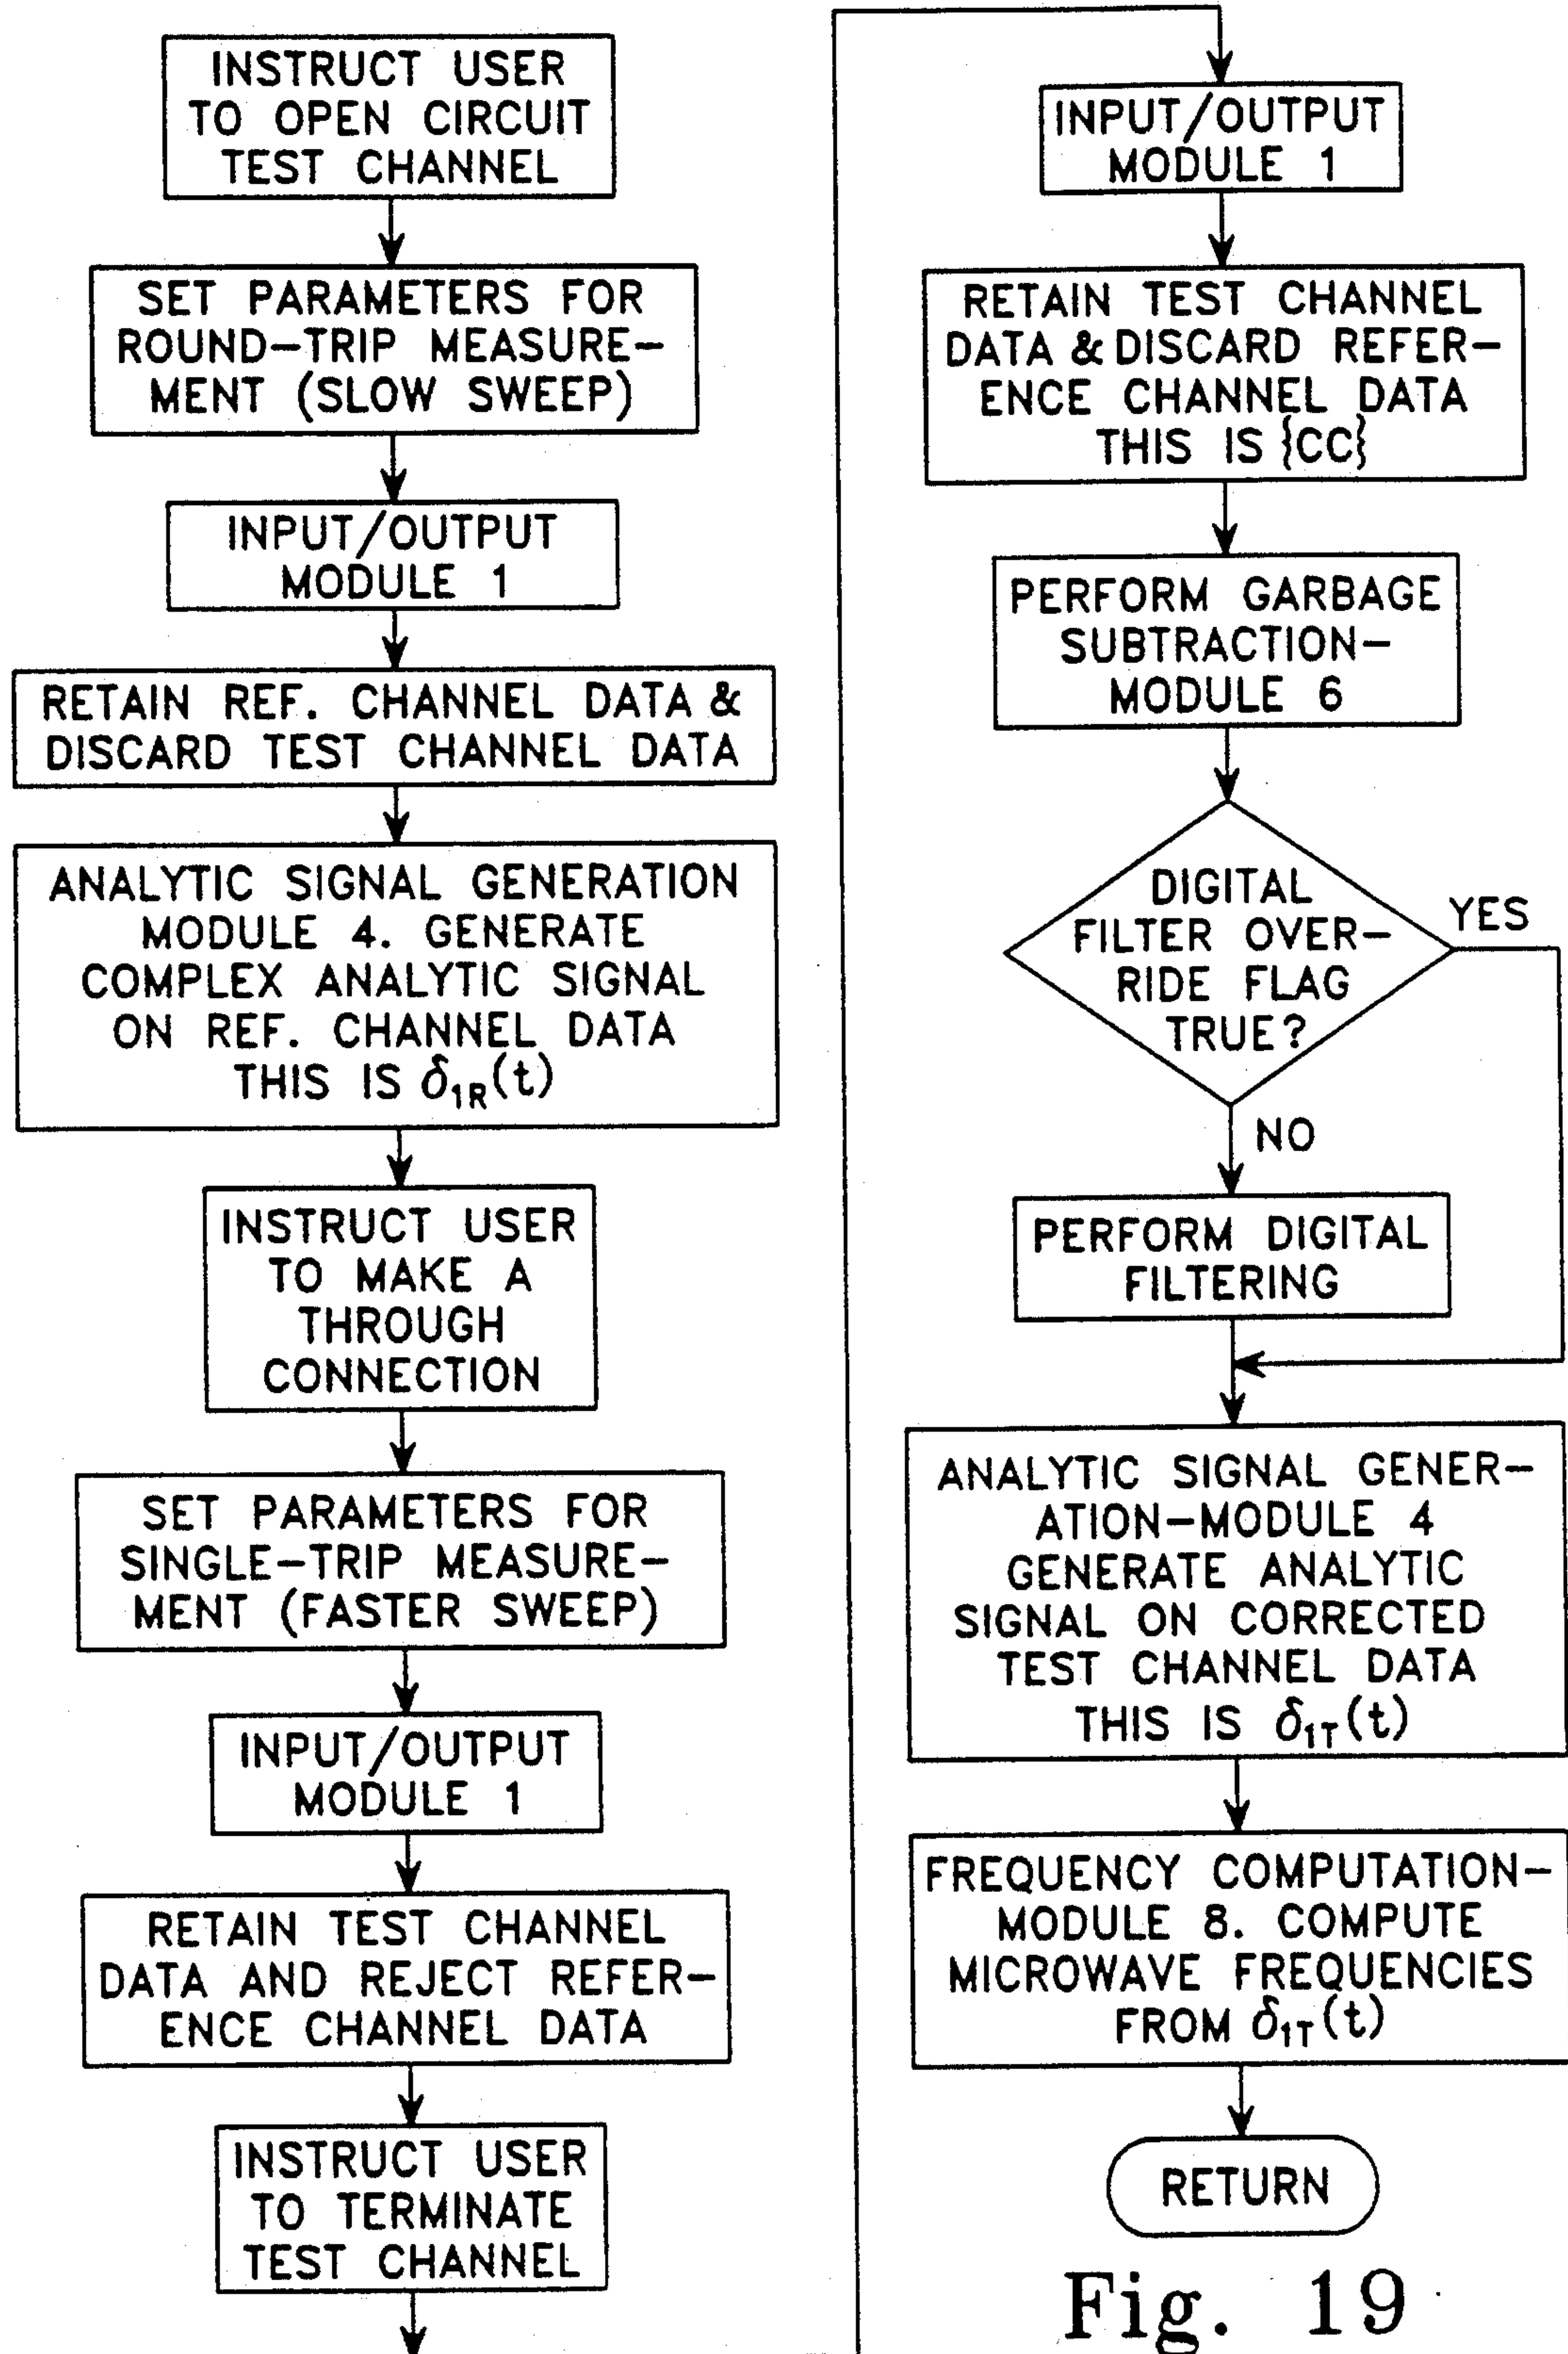 INSTRUCT USER
TO OPEN CIRCUIT
TEST CHANNEL
SET PARAMETERS FOR
ROUND-TRIP MEASURE-
MENT (SLOW SWEEP)
INPUT/OUTPUT
MODULE 1
RETAIN REF. CHANNEL DATA &
DISCARD TEST CHANNEL DATA
ANALYTIC SIGNAL GENERATION
MODULE 4. GENERATE
COMPLEX ANALYTIC SIGNAL
ON REF. CHANNEL DATA
THIS IS δ₁R(t)
INSTRUCT USER
TO MAKE A
THROUGH
CONNECTION
SET PARAMETERS FOR
SINGLE-TRIP MEASURE-
MENT (FASTER SWEEP)
INPUT/OUTPUT
MODULE 1
RETAIN TEST CHANNEL
DATA AND REJECT REFER-
ENCE CHANNEL DATA
INSTRUCT USER
TO TERMINATE
TEST CHANNEL
INPUT/OUTPUT
MODULE 1
RETAIN TEST CHANNEL
DATA & DISCARD REFER-
ENCE CHANNEL DATA
THIS IS {CC}
PERFORM GARBAGE
SUBTRACTION-
MODULE 6
DIGITAL
FILTER OVER-
RIDE FLAG
TRUE?
YES
NO
PERFORM DIGITAL
FILTERING
ANALYTIC SIGNAL GENER-
ATION-MODULE 4
GENERATE ANALYTIC
SIGNAL ON CORRECTED
TEST CHANNEL DATA
THIS IS δ₁T(t)
FREQUENCY COMPUTATION-
MODULE 8. COMPUTE
MICROWAVE FREQUENCIES
FROM δ₁T(t)
RETURN
Fig. 19